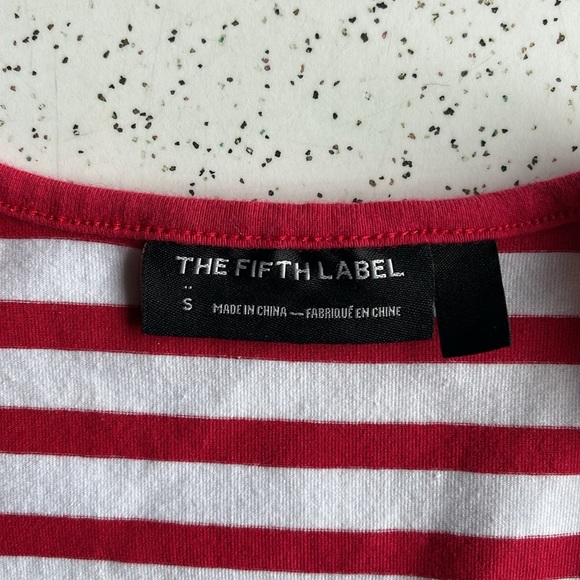 THE FIFTH LABEL
S MADE IN CHINA — FABRIQUÉ EN CHINE